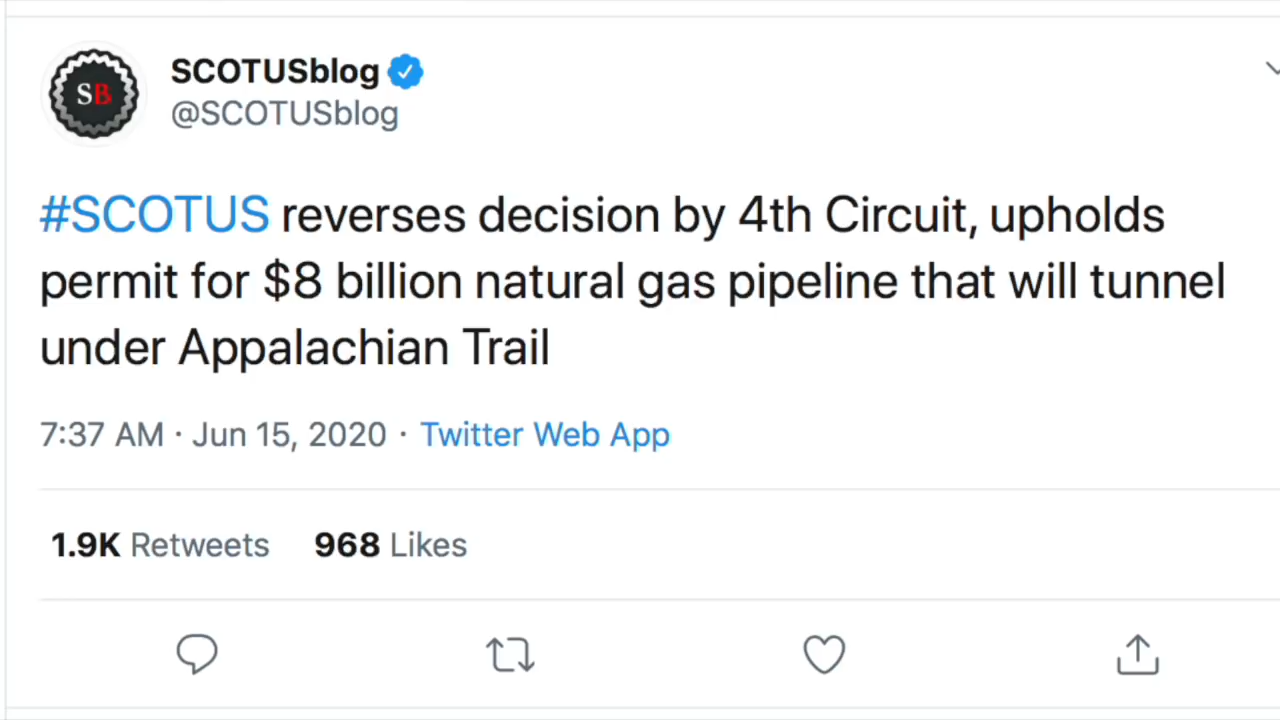 SB
SCOTUSblog
@SCOTUSblog
#SCOTUS reverses decision by 4th Circuit, upholds
permit for $8 billion natural gas pipeline that will tunnel
under Appalachian Trail
7:37 AM · Jun 15, 2020 · Twitter Web App
1.9K Retweets 968 Likes